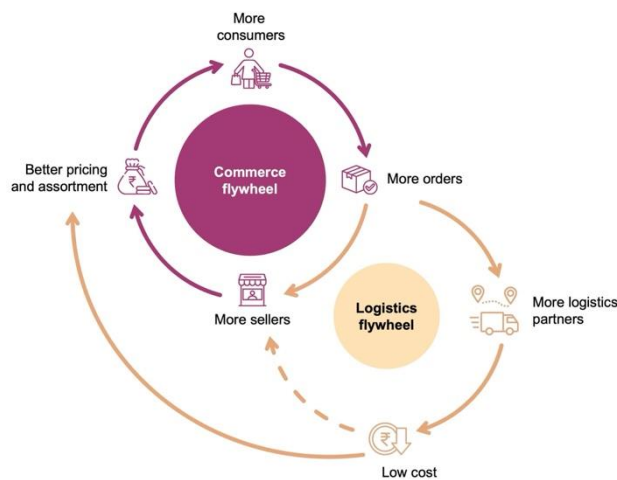 More
consumers
Better pricing
and assortment
₹
Commerce
flywheel
More orders
More sellers
Logistics
flywheel
More logistics
partners
₹
Low cost